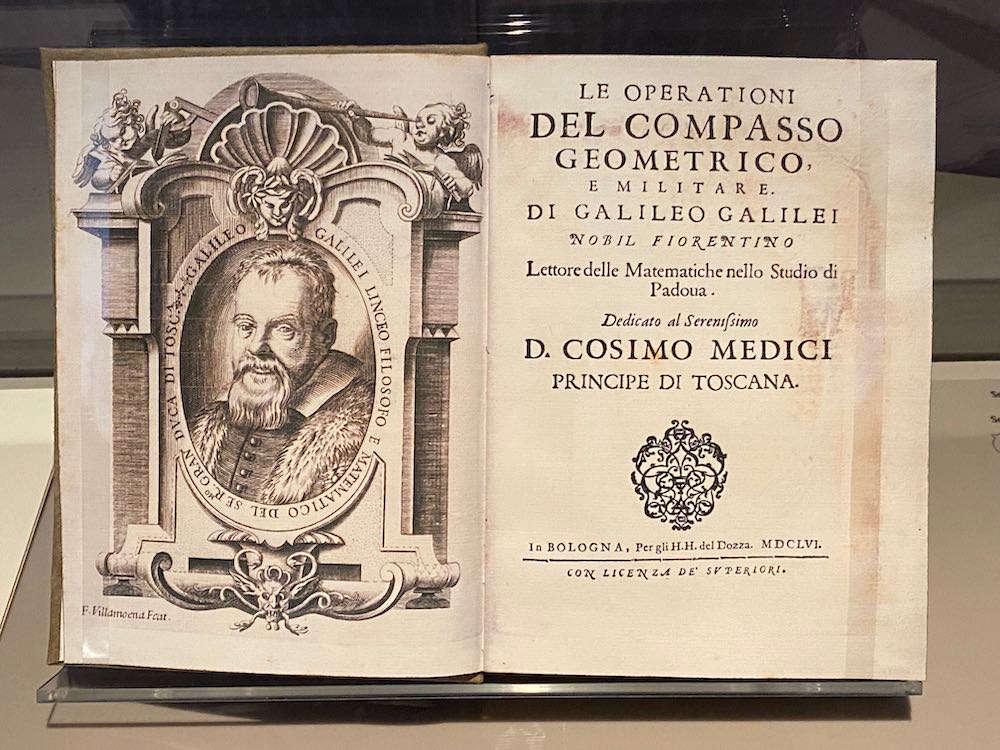 GALILEO GALILEI LINCEO FILOSOFO E MATEMATICO DEL SER.mo GRAN DVCA DI TOSCA.A
F. Villamoena Fecit.
LE OPERATIONI
DEL COMPASSO
GEOMETRICO,
E MILITARE.
DI GALILEO GALILEI
NOBIL FIORENTINO
Lettore delle Matematiche nello Studio di
Padoua.
Dedicato al Sereniſſimo
D. COSIMO MEDICI
PRINCIPE DI TOSCANA.
In BOLOGNA, Per gli H.H. del Dozza. MDCLVI.
CON LICENZA DE' SVPERIORI.